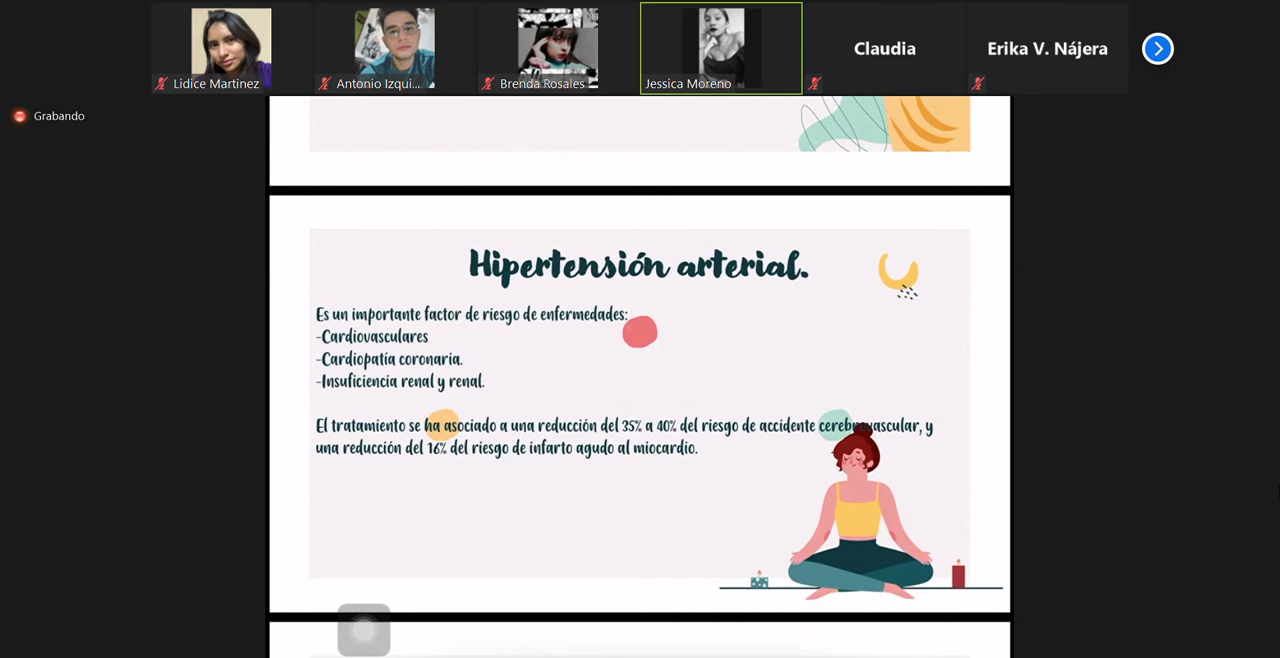 Lidice Martinez
Antonio Izqui...
Brenda Rosales
Jessica Moreno
Claudia
Erika V. Nájera
Grabando
Hipertensión arterial.
Es un importante factor de riesgo de enfermedades:
-Cardiovasculares
-Cardiopatía coronaria.
-Insuficiencia renal y renal.
El tratamiento se ha asociado a una reducción del 35% a 40% del riesgo de accidente cerebrovascular, y
una reducción del 16% del riesgo de infarto agudo al miocardio.